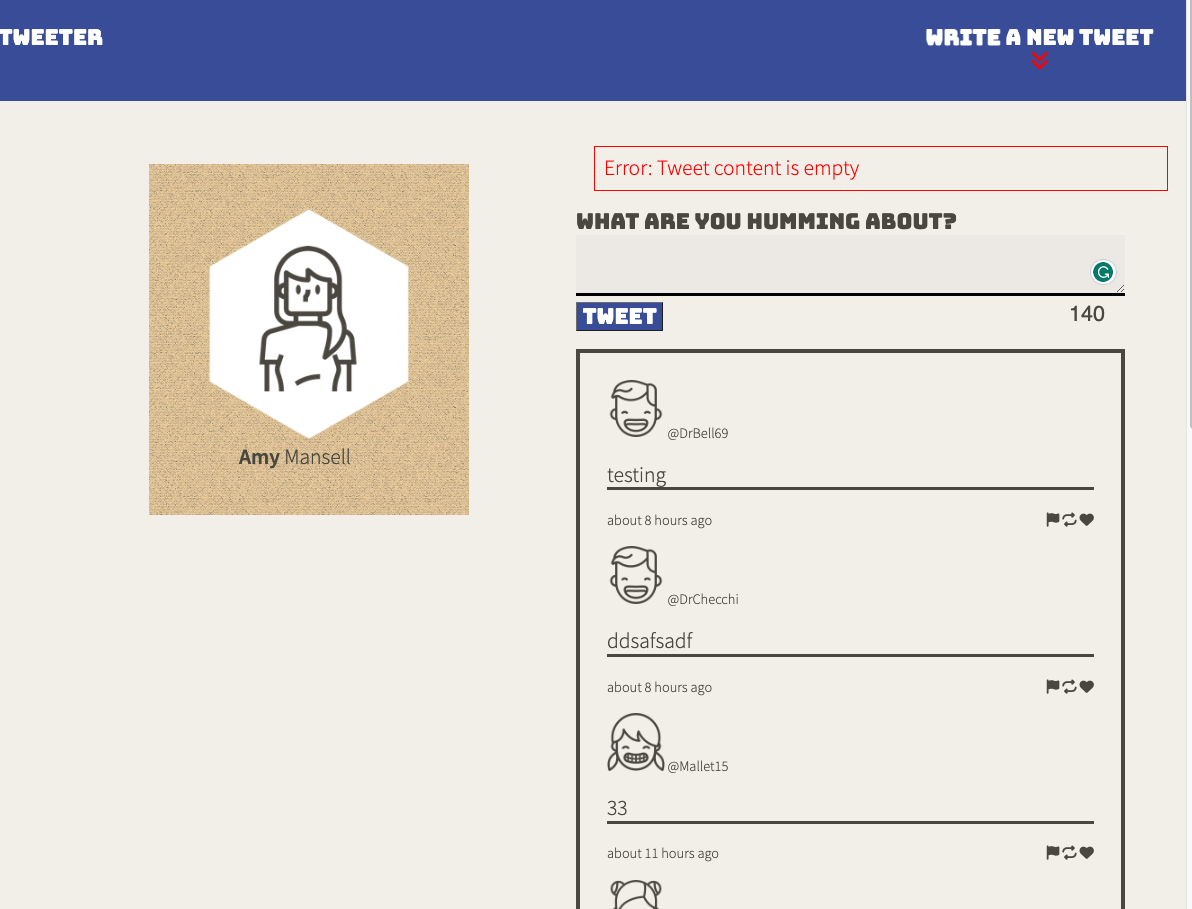 TWEETER
WRITE A NEW TWEET
Error: Tweet content is empty
WHAT ARE YOU HUMMING ABOUT?
TWEET
140
Amy Mansell
@DrBell69
testing
about 8 hours ago
@DrChecchi
ddsafsadf
about 8 hours ago
@Mallet15
33
about 11 hours ago